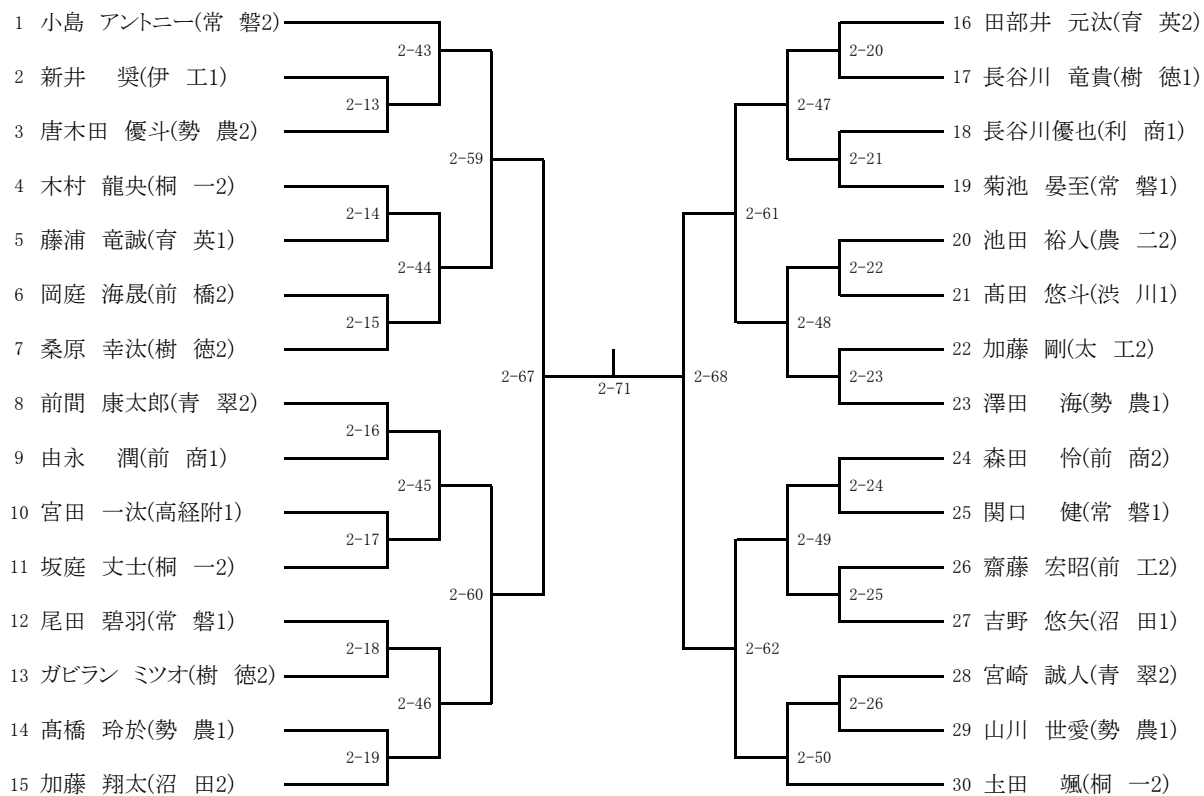 1 小島 アントニー(常 磐2)
2 新井 奨(伊 工1)
3 唐木田 優斗(勢 農2)
4 木村 龍央(桐 一2)
5 藤浦 竜誠(育 英1)
6 岡庭 海晟(前 橋2)
7 桑原 幸汰(樹 徳2)
8 前間 康太郎(青 翠2)
9 由永 潤(前 商1)
10 宮田 一汰(高経附1)
11 坂庭 丈士(桐 一2)
12 尾田 碧羽(常 磐1)
13 ガビラン ミツオ(樹 徳2)
14 髙橋 玲於(勢 農1)
15 加藤 翔太(沼 田2)
2-43
2-13
2-59
2-14
2-44
2-15
2-67
2-16
2-45
2-17
2-60
2-18
2-46
2-19
2-71
2-20
2-47
2-21
2-61
2-22
2-48
2-23
2-68
2-24
2-49
2-25
2-62
2-26
2-50
16 田部井 元汰(育 英2)
17 長谷川 竜貴(樹 徳1)
18 長谷川優也(利 商1)
19 菊池 晏至(常 磐1)
20 池田 裕人(農 二2)
21 髙田 悠斗(渋 川1)
22 加藤 剛(太 工2)
23 澤田 海(勢 農1)
24 森田 怜(前 商2)
25 関口 健(常 磐1)
26 齋藤 宏昭(前 工2)
27 吉野 悠矢(沼 田1)
28 宮崎 誠人(青 翠2)
29 山川 世愛(勢 農1)
30 圡田 颯(桐 一2)